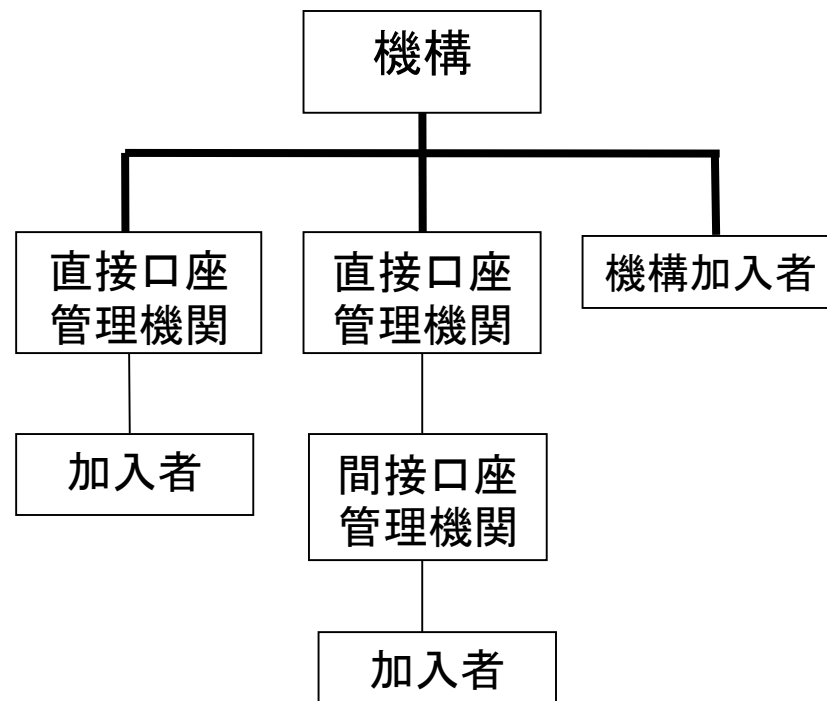 機構
直接口座
管理機関
直接口座
管理機関
機構加入者
加入者
間接口座
管理機関
加入者